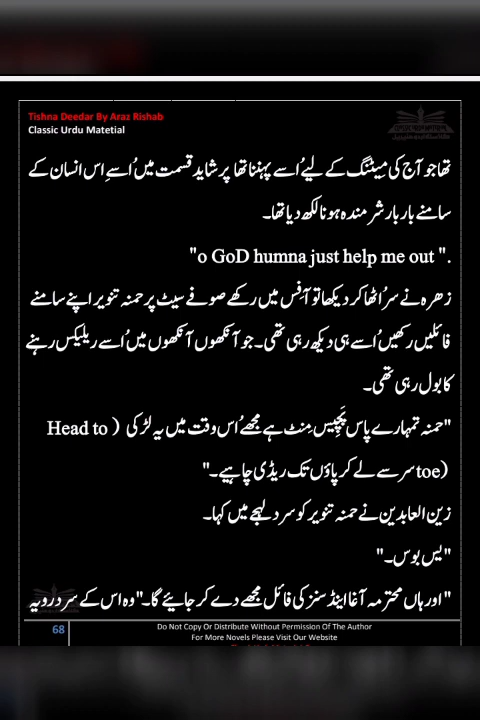 Tishna Deedar By Araz Rishab
Classic Urdu Matetial
تھا جو آج کی میٹنگ کے لیے اُسے پہننا تھا پر شاید قسمت میں اُسے اِس انسان کے
سامنے بار بار شرمندہ ہونا لکھ دیا تھا۔
"o GoD humna just help me out ".
زھرہ نے سر اُٹھا کر دیکھا تو آفِس میں رکھے صوفے سیٹ پر حمنہ تنویر اپنے سامنے
فائلیں رکھیں اُسے ہی دیکھ رہی تھی۔ جو آنکھوں آنکھوں میں اُسے ریلیکس رہنے
کا بول رہی تھی۔
"حمنہ تمہارے پاس پَچیس مِنٹ ہے مجھے اُس وقت میں یہ لڑکی ( Head to
toe) سر سے لے کر پاؤں تک ریڈی چاہیے۔"
زین العابدین نے حمنہ تنویر کو سرد لہجے میں کہا۔
"یس بوس۔"
"اور ہاں محترمہ آغا اینڈ سنز کی فائل مجھے دے کر جائیے گا۔" وہ اس کے سرد رویہ
68
Do Not Copy Or Distribute Without Permission Of The Author
For More Novels Please Visit Our Website